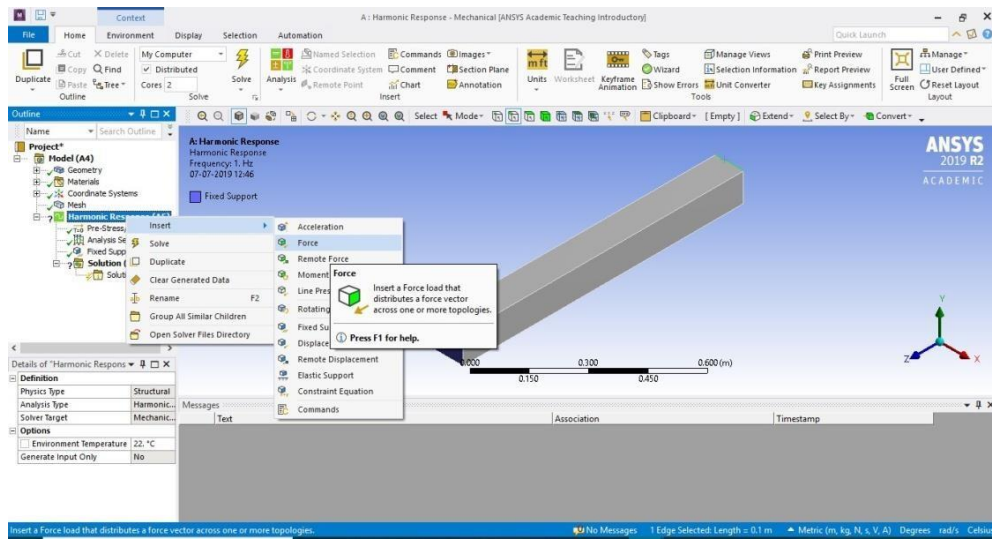 Context
A : Harmonic Response - Mechanical [ANSYS Academic Teaching Introductory]
File Home Environment Display Selection Automation
Quick Launch
Duplicate
Cut
Copy
Paste
Delete
Find
Tree
Outline
My Computer
Distributed
Cores 2
Solve
Solve
Analysis
Named Selection
Coordinate System
Remote Point
Commands
Comment
Chart
Images
Section Plane
Annotation
Insert
Units
Worksheet
Keyframe
Animation
Tags
Wizard
Show Errors
Manage Views
Selection Information
Unit Converter
Print Preview
Report Preview
Key Assignments
Tools
Full
Screen
Manage
User Defined
Reset Layout
Layout
Outline
Select Mode Clipboard [ Empty ] Extend Select By Convert
Name Search Outline
Project*
Model (A4)
Geometry
Materials
Coordinate Systems
Mesh
Harmonic Response (A5)
Pre-Stress
Analysis Se
Fixed Supp
Solution (
Soluti
A: Harmonic Response
Harmonic Response
Frequency: 1. Hz
07-07-2019 12:46
Fixed Support
ANSYS
2019 R2
ACADEMIC
Insert
Solve
Duplicate
Clear Generated Data
Rename F2
Group All Similar Children
Open Solver Files Directory
Acceleration
Force
Remote Force
Moment
Line Pres
Rotating
Fixed Su
Displace
Remote Displacement
Elastic Support
Constraint Equation
Commands
Force
Insert a Force load that
distributes a force vector
across one or more topologies.
Press F1 for help.
0.000 0.300 0.600 (m)
0.150 0.450
Y
Z X
Details of "Harmonic Respons
Definition
Physics Type Structural
Analysis Type Harmonic...
Solver Target Mechanic...
Options
Environment Temperature 22. °C
Generate Input Only No
Messages
Text Association Timestamp
Insert a Force load that distributes a force vector across one or more topologies.
No Messages 1 Edge Selected: Length = 0.1 m Metric (m, kg, N, s, V, A) Degrees rad/s Celsius